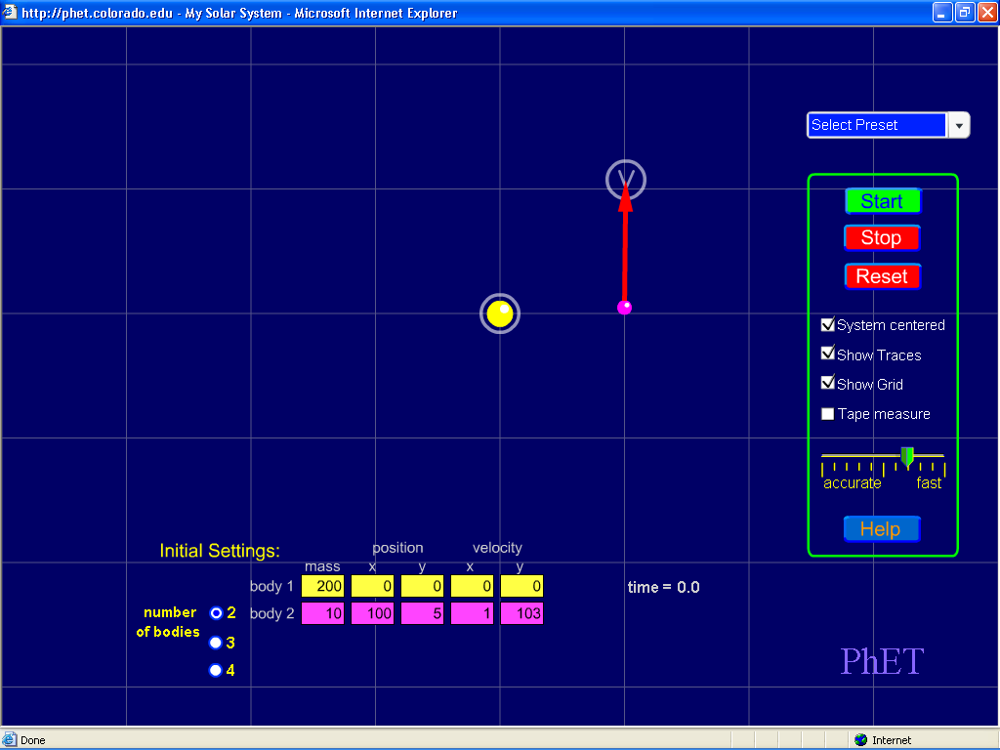 http://phet.colorado.edu - My Solar System - Microsoft Internet Explorer
Select Preset
V
Start
Stop
Reset
System centered
Show Traces
Show Grid
Tape measure
accurate fast
Help
Initial Settings:
position velocity
mass x y x y
body 1 200 0 0 0 0
time = 0.0
number
of bodies
2
body 2 10 100 5 1 103
3
4
PhET
Done
Internet